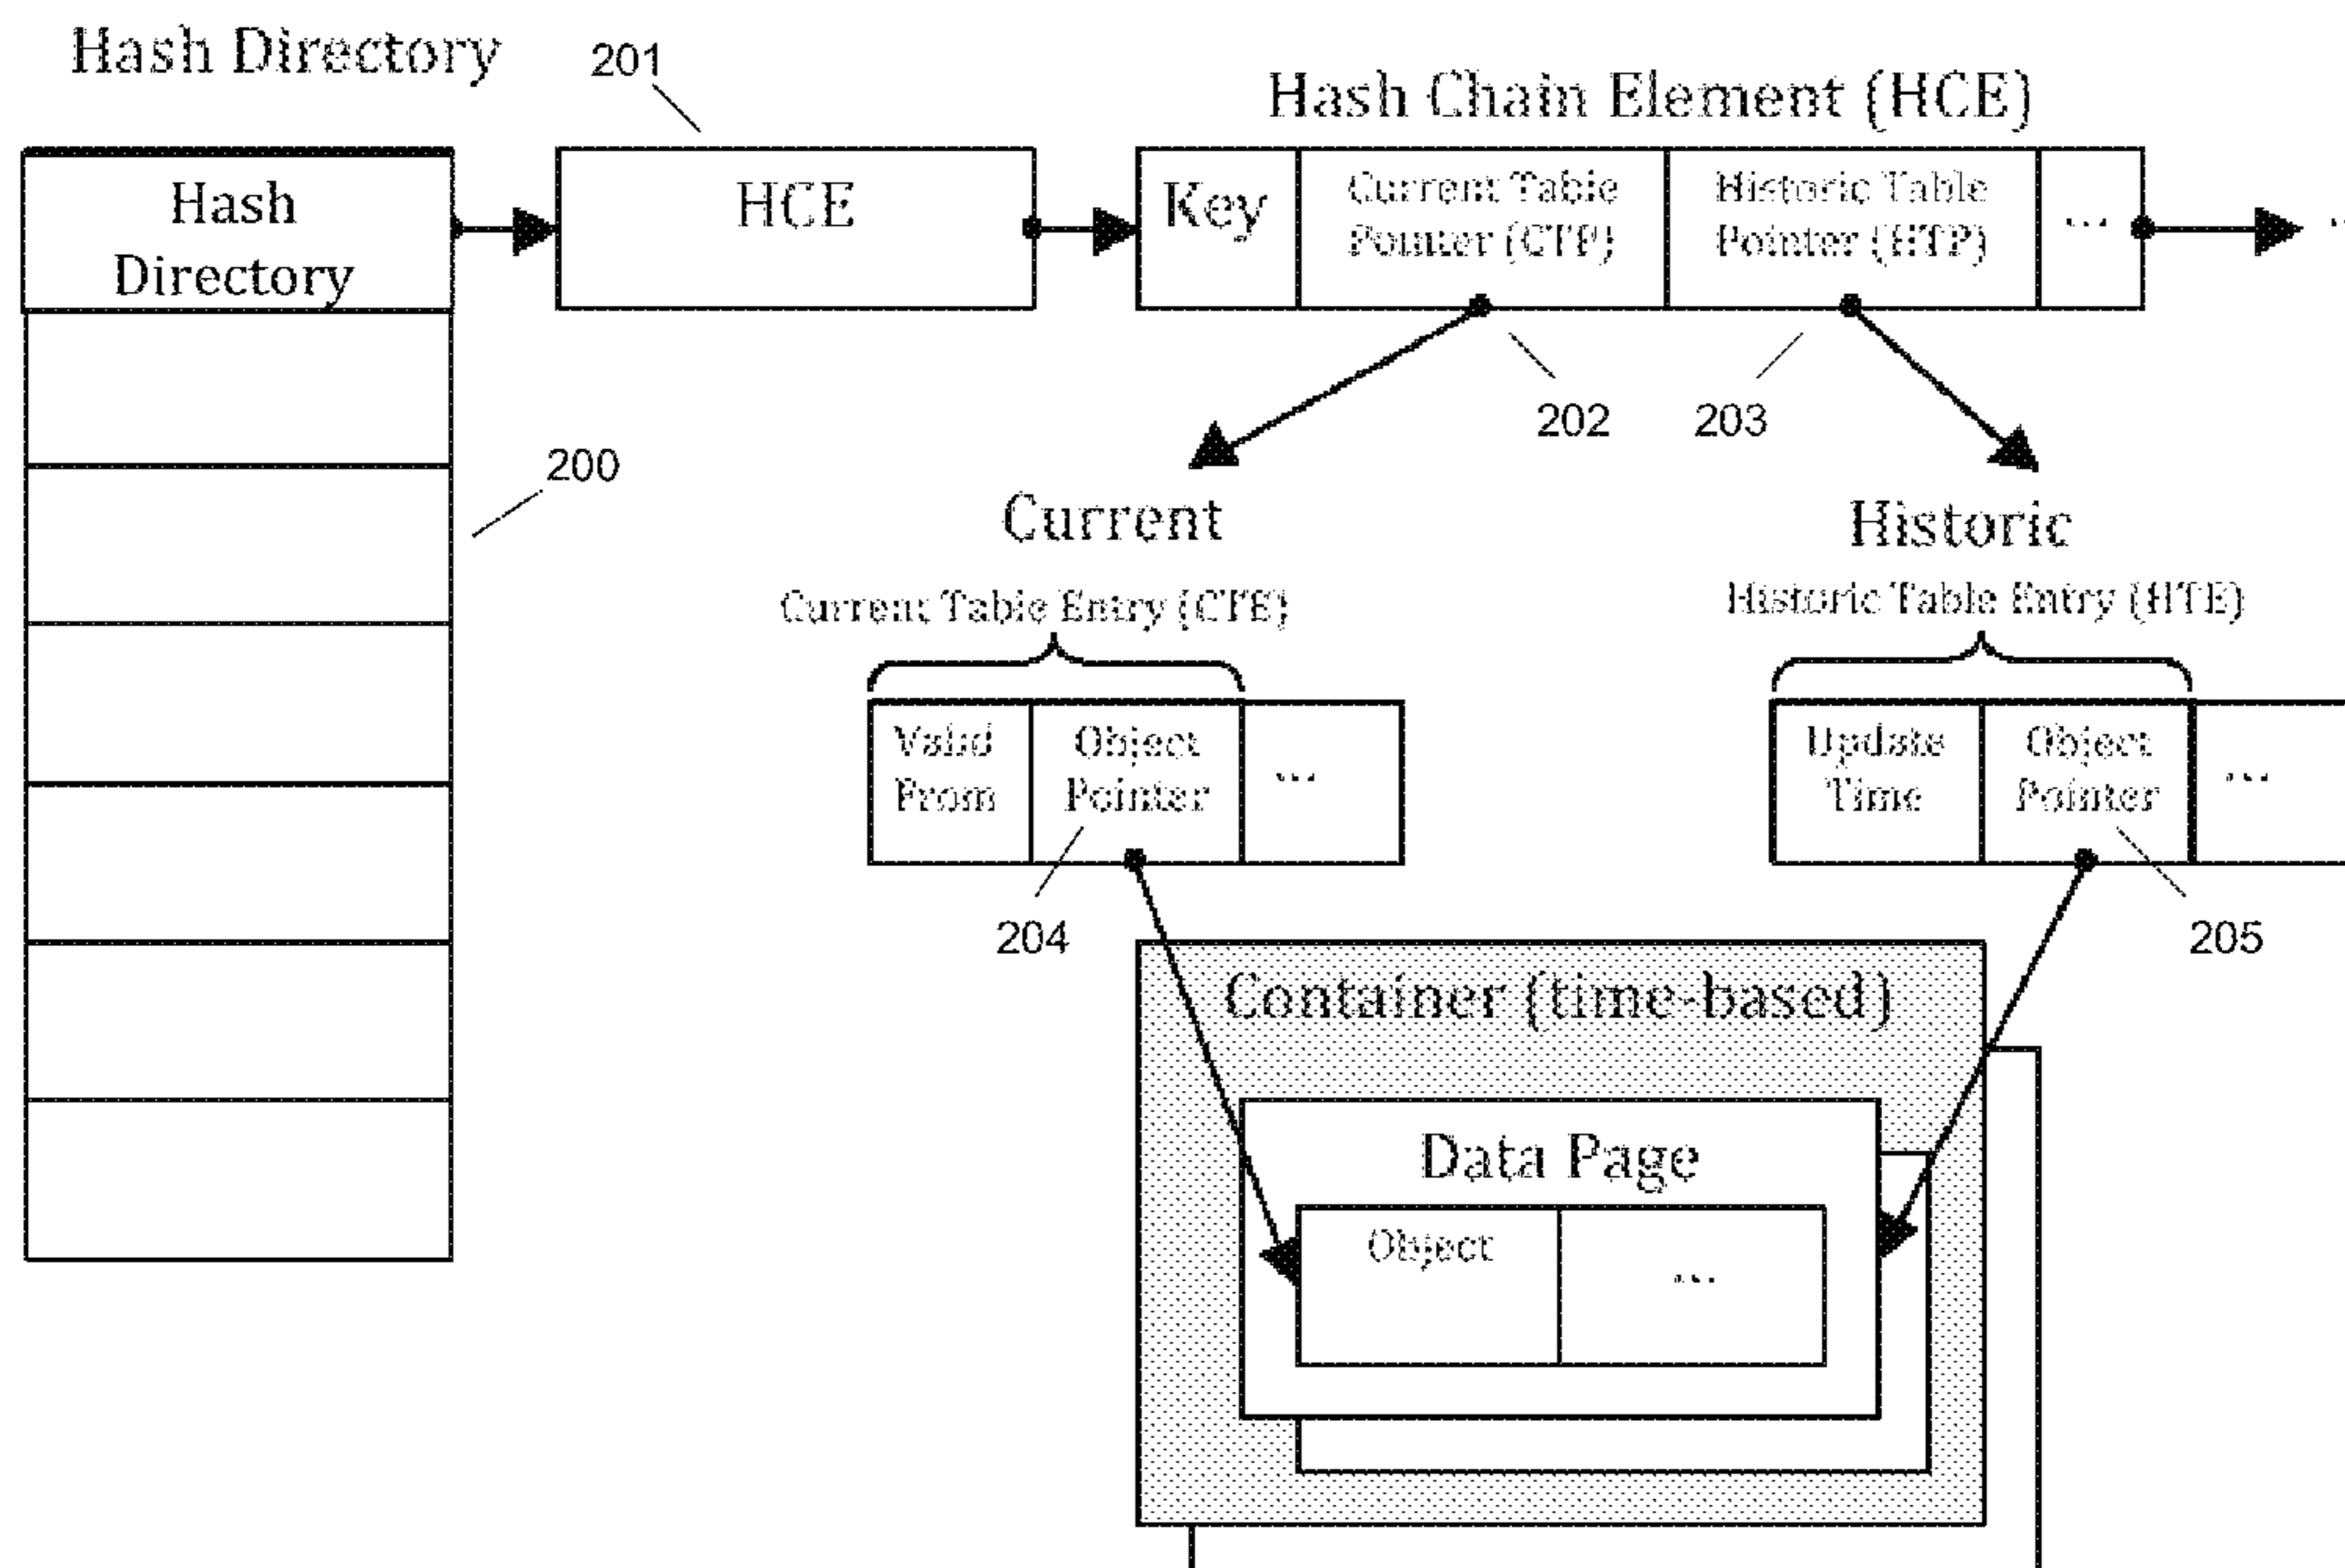 Hash Directory
201
Hash Chain Element (HCE)
Hash
Directory
HCE
Key
Current Table
Pointer (CTP)
Historic Table
Pointer (HTP)
...
..
202
203
200
Current
Historic
Current Table Entry (CTE)
Historic Table Entry (HTE)
Valid
From
Object
Pointer
...
Update
Time
Object
Pointer
...
204
205
Container (time-based)
Data Page
Object
...